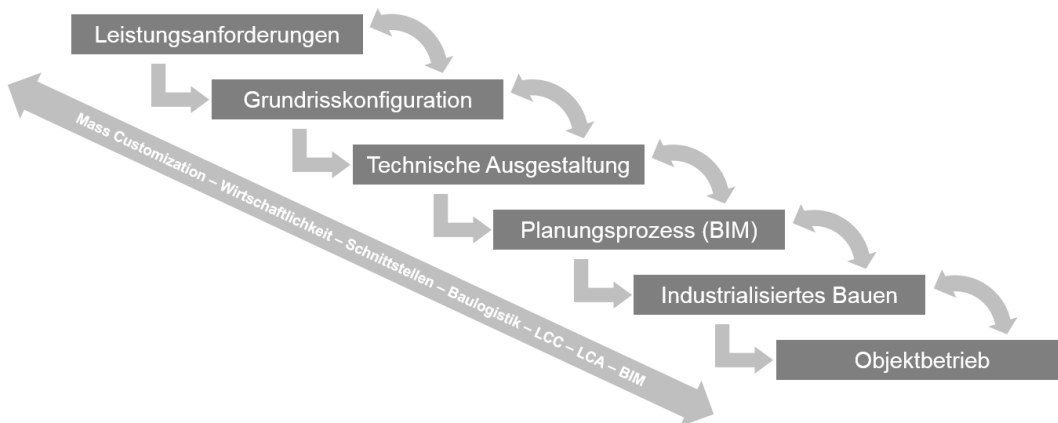 Leistungsanforderungen
Grundrisskonfiguration
Technische Ausgestaltung
Planungsprozess (BIM)
Industrialisiertes Bauen
Objektbetrieb
Mass Customization – Wirtschaftlichkeit – Schnittstellen – Baulogistik – LCC – LCA – BIM